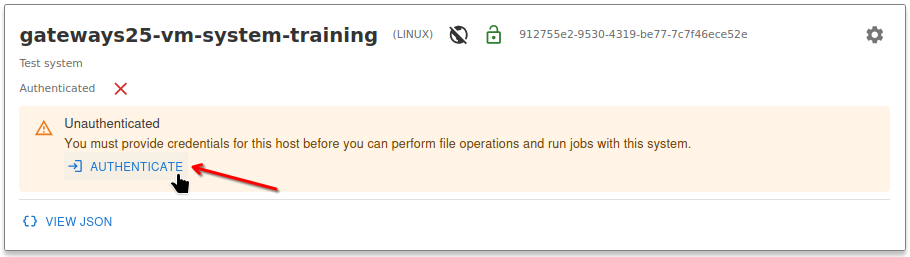 gateways25-vm-system-training (LINUX) 912755e2-9530-4319-be77-7c7f46ece52e
Test system
Authenticated
Unauthenticated
You must provide credentials for this host before you can perform file operations and run jobs with this system.
AUTHENTICATE
VIEW JSON